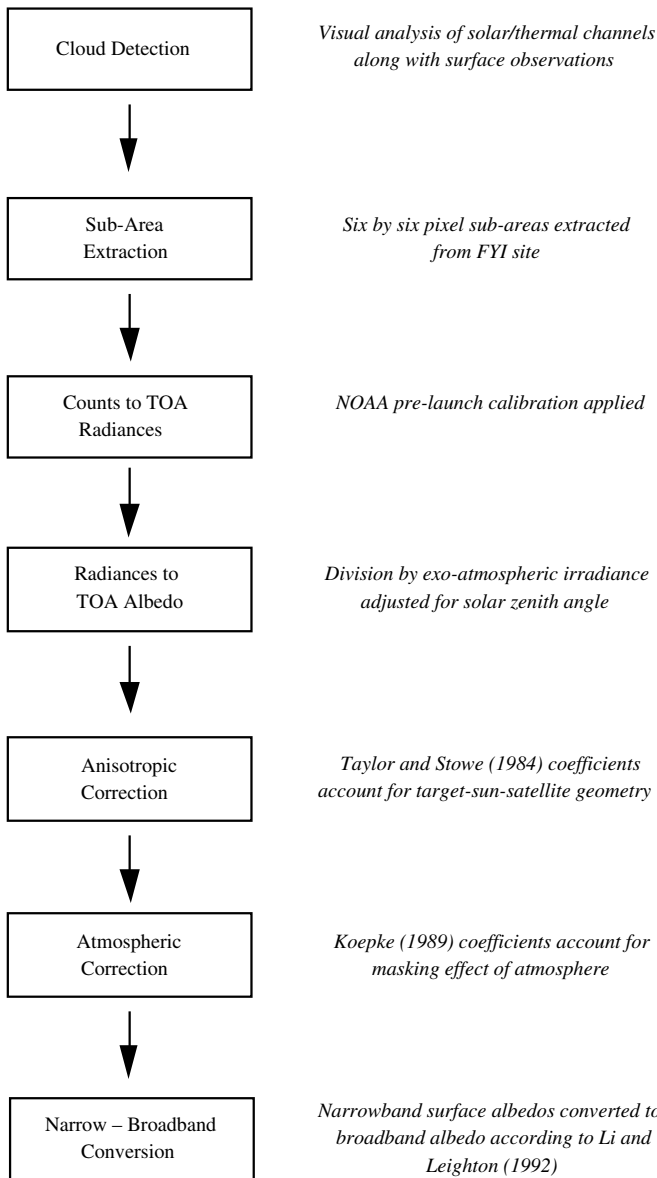 Cloud Detection
Visual analysis of solar/thermal channels
along with surface observations
Sub-Area
Extraction
Six by six pixel sub-areas extracted
from FYI site
Counts to TOA
Radiances
NOAA pre-launch calibration applied
Radiances to
TOA Albedo
Division by exo-atmospheric irradiance
adjusted for solar zenith angle
Anisotropic
Correction
Taylor and Stowe (1984) coefficients
account for target-sun-satellite geometry
Atmospheric
Correction
Koepke (1989) coefficients account for
masking effect of atmosphere
Narrow – Broadband
Conversion
Narrowband surface albedos converted to
broadband albedo according to Li and
Leighton (1992)